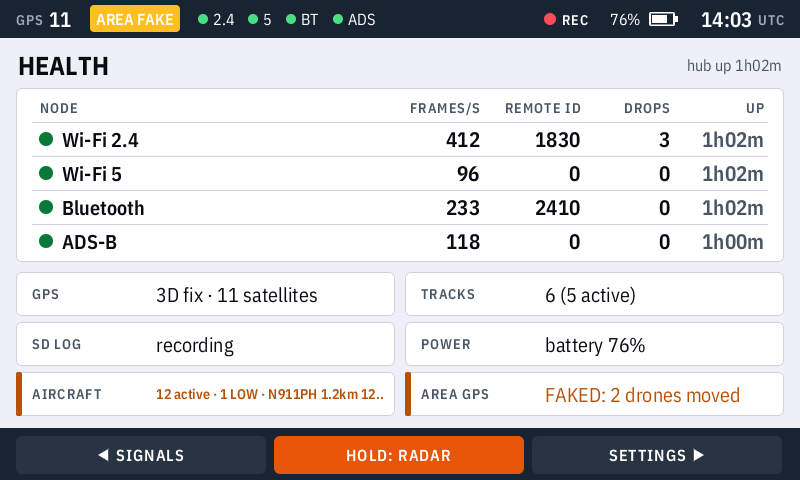 GPS 11 AREA FAKE 2.4 5 BT ADS REC 76% 14:03 UTC
HEALTH hub up 1h02m
NODE FRAMES/S REMOTE ID DROPS UP
Wi-Fi 2.4 412 1830 3 1h02m
Wi-Fi 5 96 0 0 1h02m
Bluetooth 233 2410 0 1h02m
ADS-B 118 0 0 1h00m
GPS 3D fix · 11 satellites TRACKS 6 (5 active)
SD LOG recording POWER battery 76%
AIRCRAFT 12 active · 1 LOW · N911PH 1.2km 12.. AREA GPS FAKED: 2 drones moved
◀ SIGNALS HOLD: RADAR SETTINGS ▶